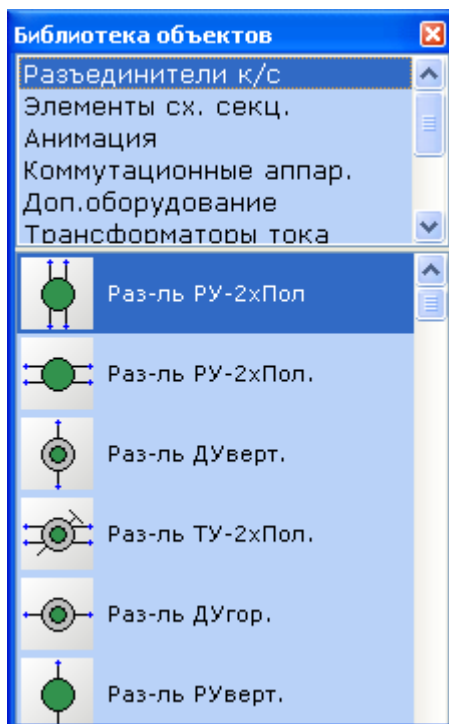 Библиотека объектов
Разъединители к/с
Элементы сх. секц.
Анимация
Коммутационные аппар.
Доп.оборудование
Трансформаторы тока
Раз-ль РУ-2хПол
Раз-ль РУ-2хПол.
Раз-ль ДУверт.
Раз-ль ТУ-2хПол.
Раз-ль ДУгор.
Раз-ль РУверт.